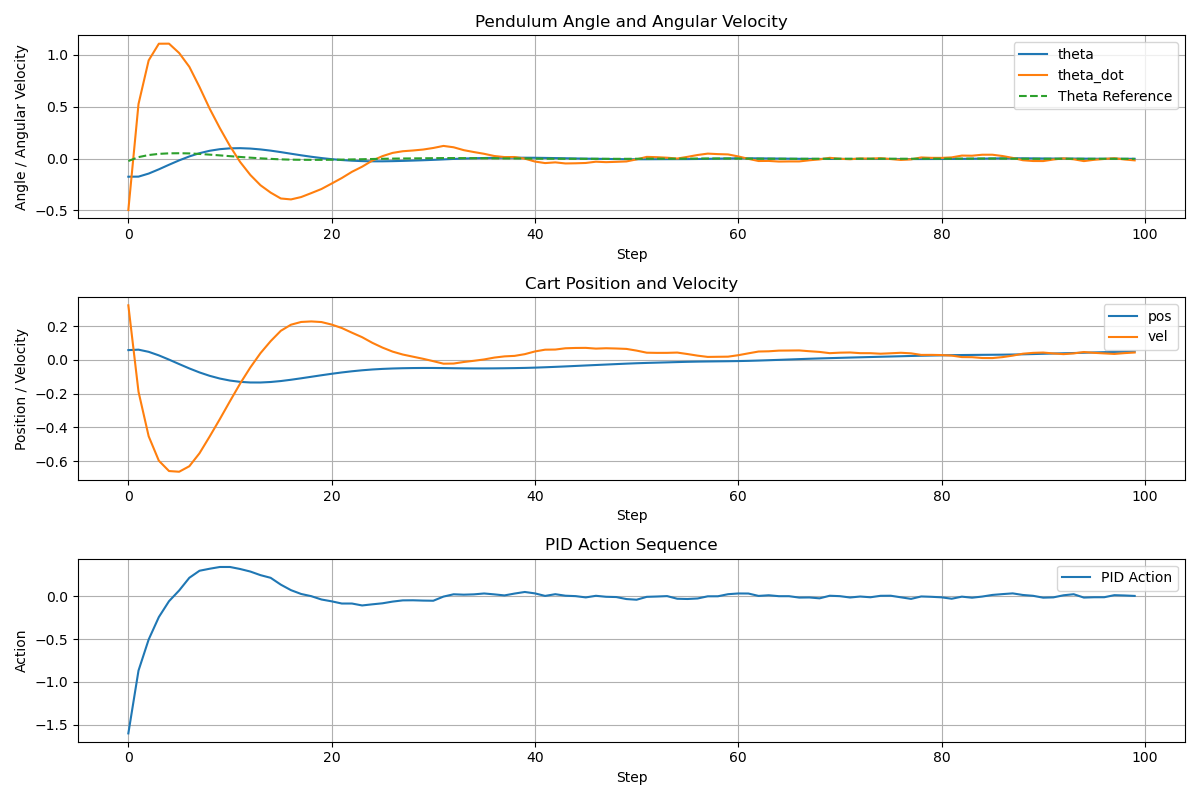 Pendulum Angle and Angular Velocity
Angle / Angular Velocity
1.0
0.5
0.0
−0.5
theta
theta_dot
Theta Reference
0 20 40 60 80 100
Step
Cart Position and Velocity
Position / Velocity
0.2
0.0
−0.2
−0.4
−0.6
pos
vel
0 20 40 60 80 100
Step
PID Action Sequence
Action
0.0
−0.5
−1.0
−1.5
PID Action
0 20 40 60 80 100
Step